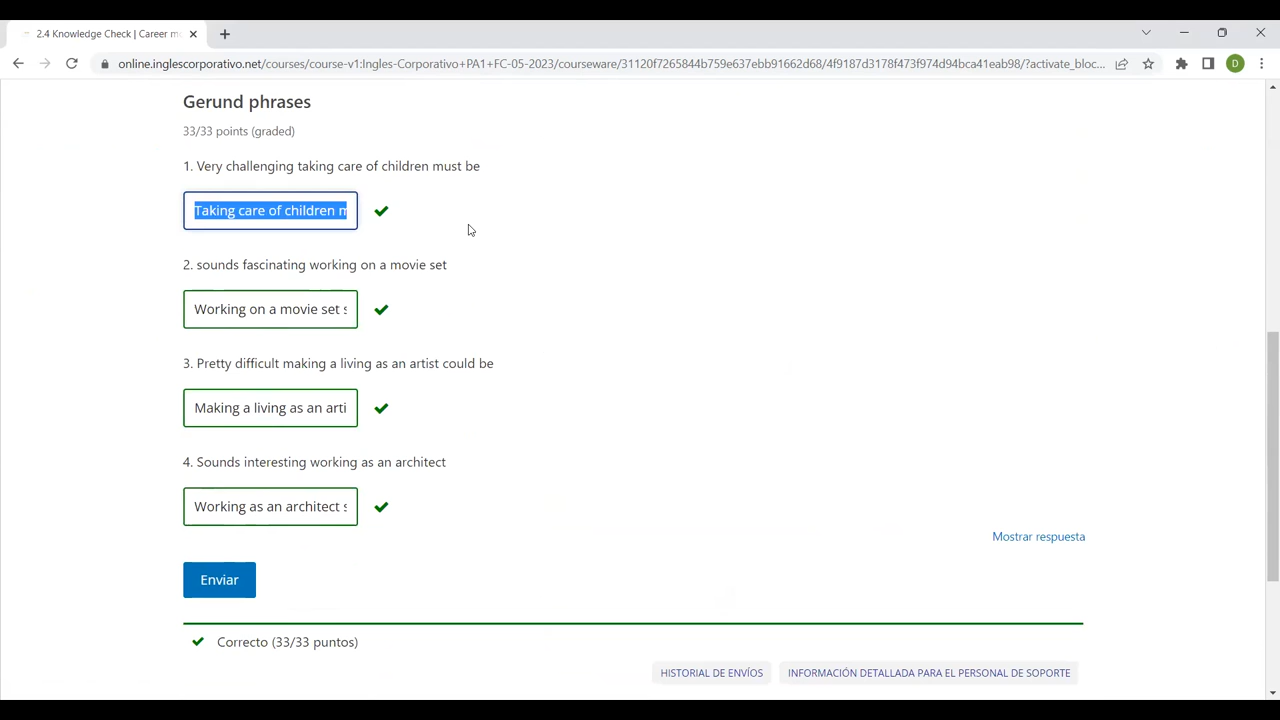 2.4 Knowledge Check | Career m
online.inglescorporativo.net/courses/course-v1:Ingles-Corporativo+PA1+FC-05-2023/courseware/31120f7265844b759e637ebb91662d68/4f9187d3178f473f974d94bca41eab98/?activate_bloc...
D
Gerund phrases
33/33 points (graded)
1. Very challenging taking care of children must be
Taking care of children m
2. sounds fascinating working on a movie set
Working on a movie set s
3. Pretty difficult making a living as an artist could be
Making a living as an arti
4. Sounds interesting working as an architect
Working as an architect s
Mostrar respuesta
Enviar
Correcto (33/33 puntos)
HISTORIAL DE ENVÍOS INFORMACIÓN DETALLADA PARA EL PERSONAL DE SOPORTE